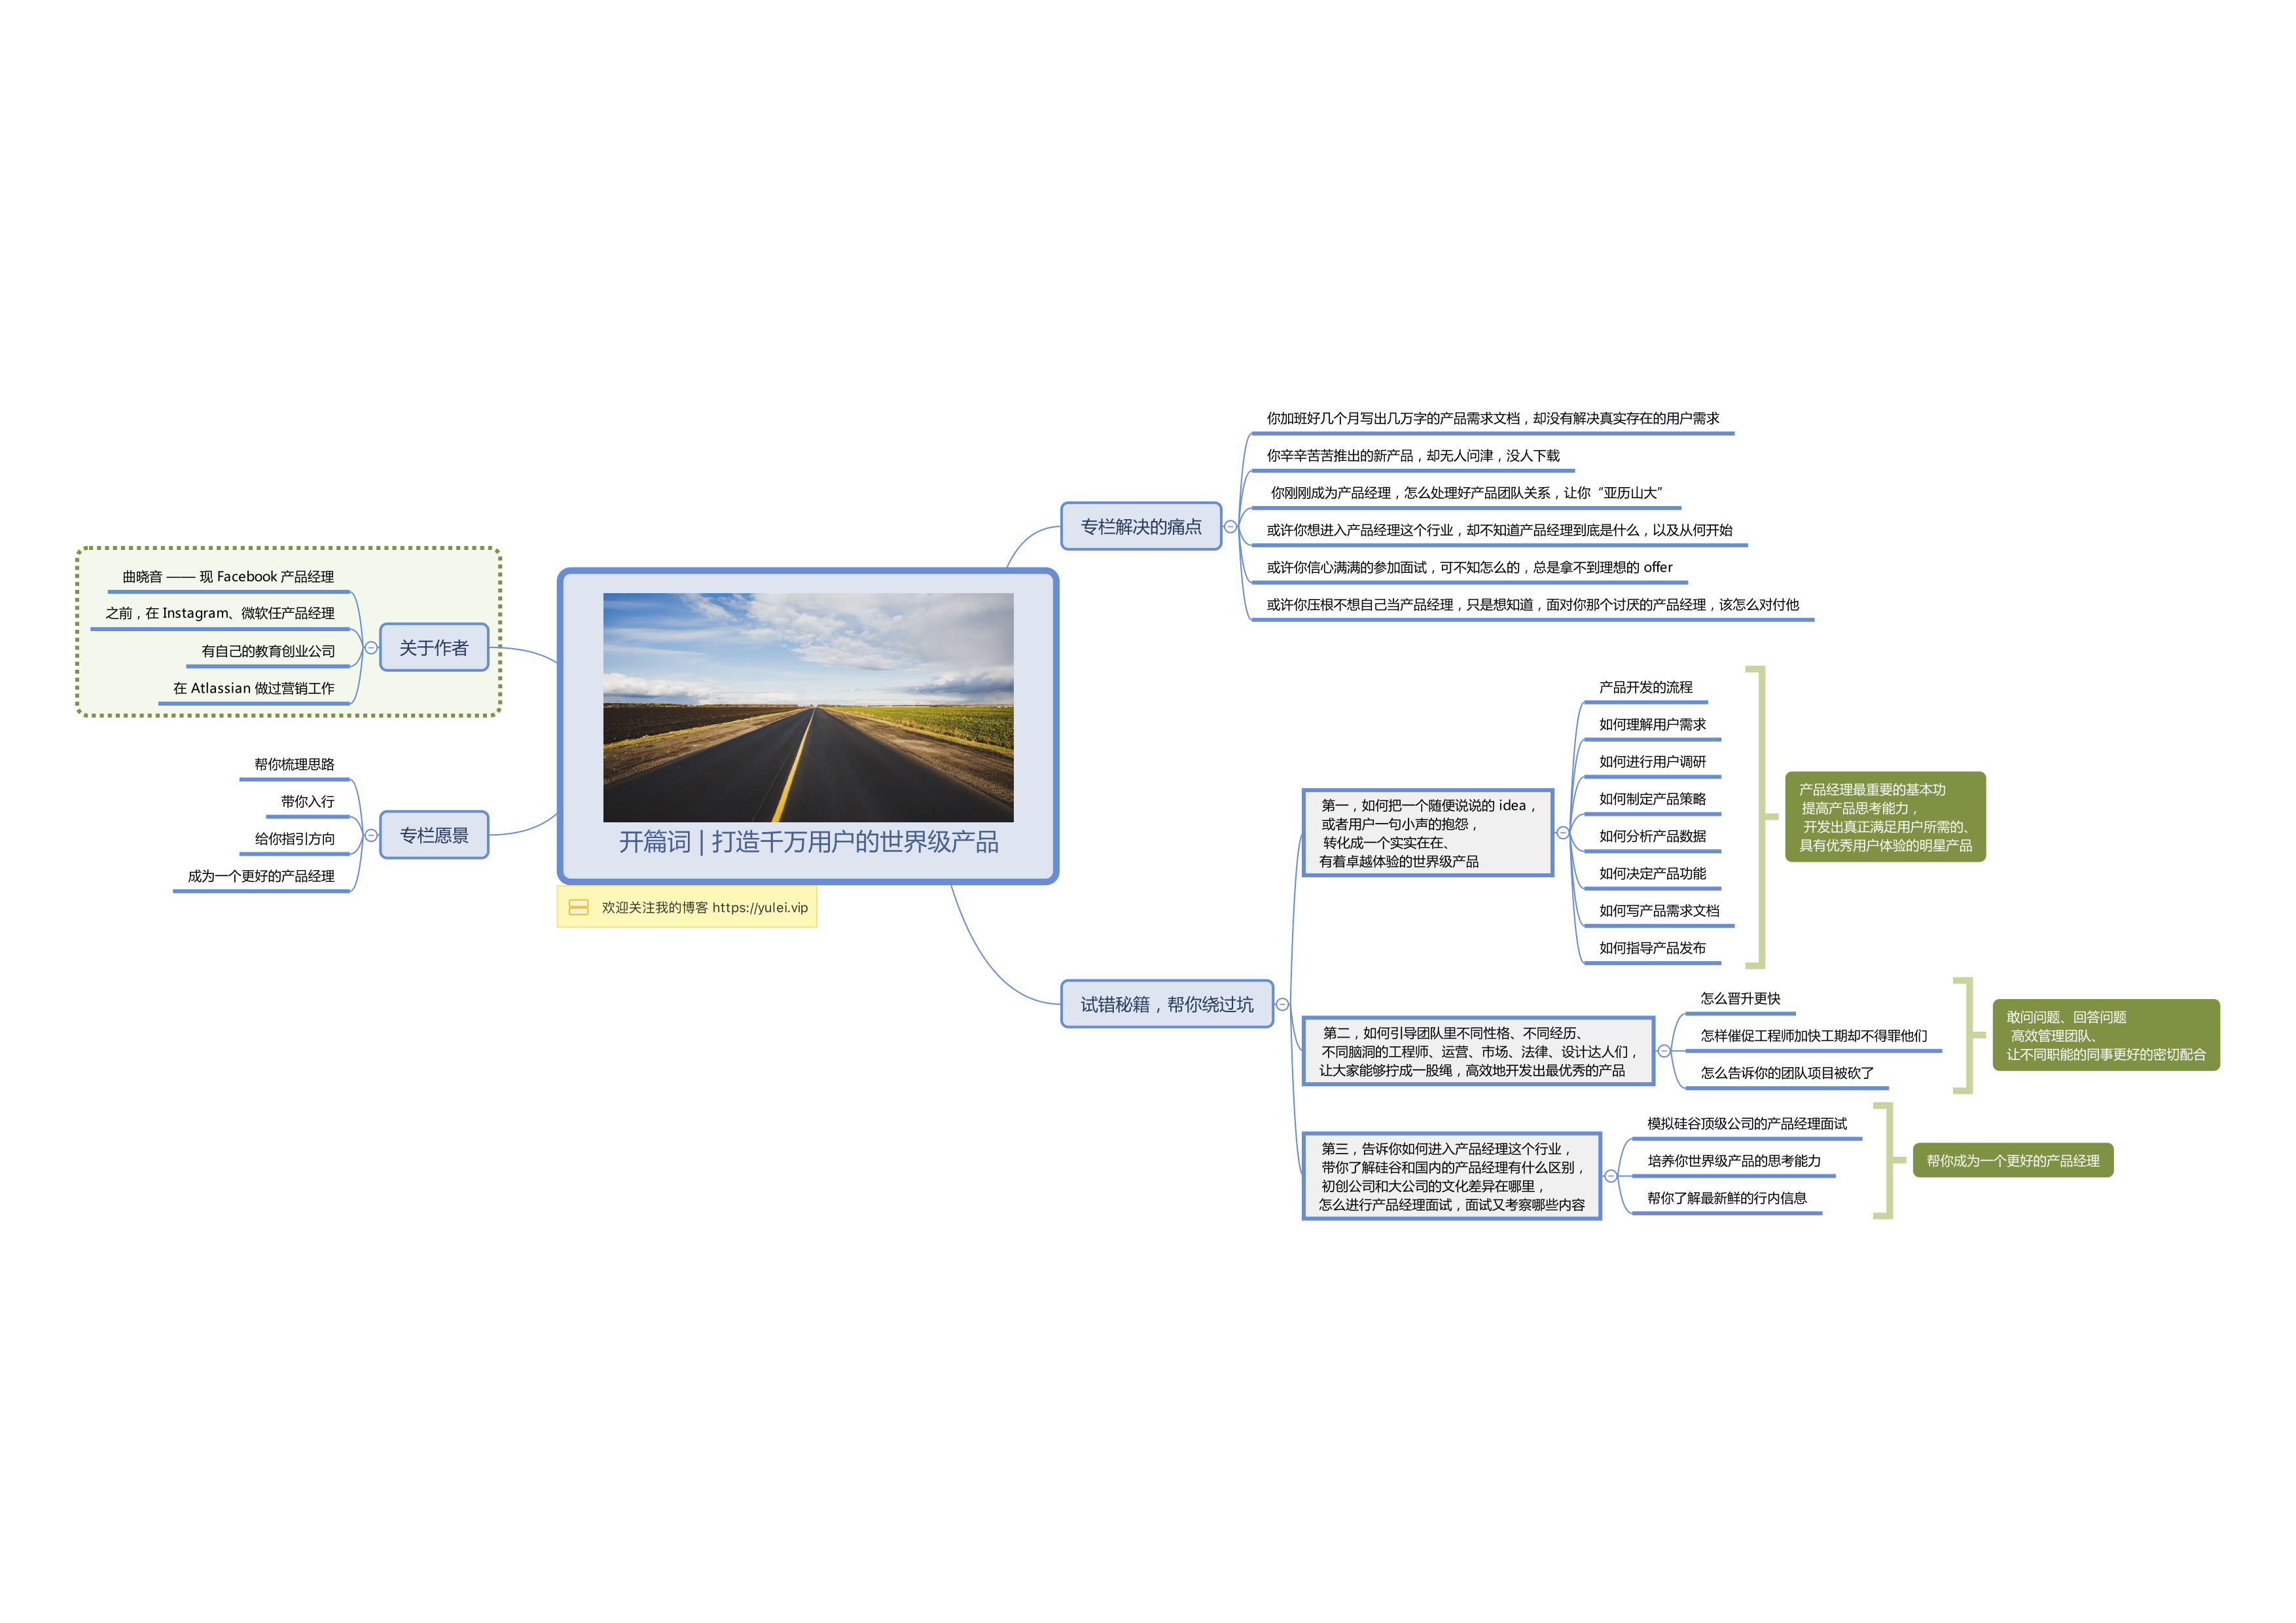 开篇词 | 打造千万用户的世界级产品
欢迎关注我的博客 https://yulei.vip
专栏解决的痛点
你加班好几个月写出几万字的产品需求文档，却没有解决真实存在的用户需求
你辛辛苦苦推出的新产品，却无人问津，没人下载
你刚刚成为产品经理，怎么处理好产品团队关系，让你“亚历山大”
或许你想进入产品经理这个行业，却不知道产品经理到底是什么，以及从何开始
或许你信心满满的参加面试，可不知怎么的，总是拿不到理想的 offer
或许你压根不想自己当产品经理，只是想知道，面对你那个讨厌的产品经理，该怎么对付他
试错秘籍，帮你绕过坑
第一，如何把一个随便说说的 idea，
或者用户一句小声的抱怨，
转化成一个实实在在、
有着卓越体验的世界级产品
产品开发的流程
如何理解用户需求
如何进行用户调研
如何制定产品策略
如何分析产品数据
如何决定产品功能
如何写产品需求文档
如何指导产品发布
产品经理最重要的基本功
提高产品思考能力，
开发出真正满足用户所需的、
具有优秀用户体验的明星产品
第二，如何引导团队里不同性格、不同经历、
不同脑洞的工程师、运营、市场、法律、设计达人们，
让大家能够拧成一股绳，高效地开发出最优秀的产品
怎么晋升更快
怎样催促工程师加快工期却不得罪他们
怎么告诉你的团队项目被砍了
敢问问题、回答问题
高效管理团队、
让不同职能的同事更好的密切配合
第三，告诉你如何进入产品经理这个行业，
带你了解硅谷和国内的产品经理有什么区别，
初创公司和大公司的文化差异在哪里，
怎么进行产品经理面试，面试又考察哪些内容
模拟硅谷顶级公司的产品经理面试
培养你世界级产品的思考能力
帮你了解最新鲜的行内信息
帮你成为一个更好的产品经理
关于作者
曲晓音 —— 现 Facebook 产品经理
之前，在 Instagram、微软任产品经理
有自己的教育创业公司
在 Atlassian 做过营销工作
专栏愿景
帮你梳理思路
带你入行
给你指引方向
成为一个更好的产品经理